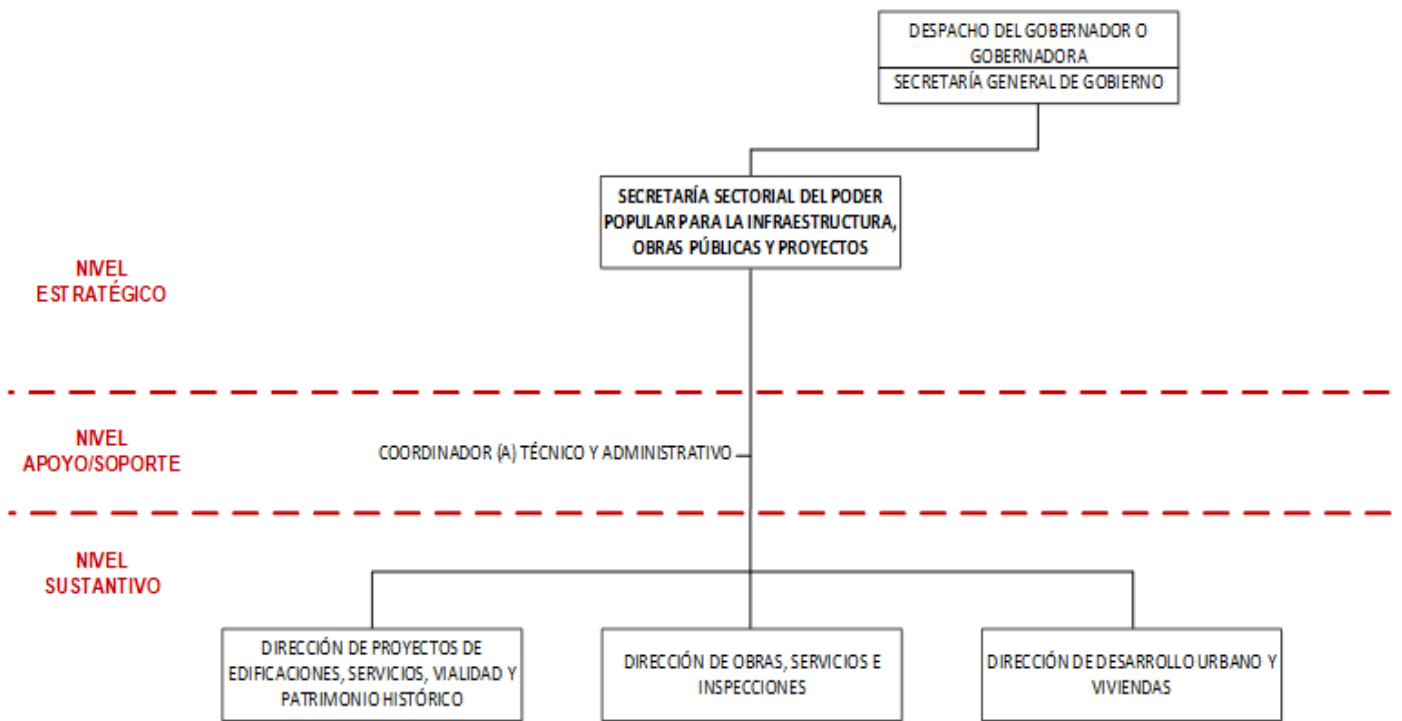 DESPACHO DEL GOBERNADOR O
GOBERNADORA
SECRETARÍA GENERAL DE GOBIERNO
SECRETARÍA SECTORIAL DEL PODER
POPULAR PARA LA INFRAESTRUCTURA,
OBRAS PÚBLICAS Y PROYECTOS
NIVEL
ESTRATÉGICO
NIVEL
APOYO/SOPORTE
COORDINADOR (A) TÉCNICO Y ADMINISTRATIVO
NIVEL
SUSTANTIVO
DIRECCIÓN DE PROYECTOS DE
EDIFICACIONES, SERVICIOS, VIALIDAD Y
PATRIMONIO HISTÓRICO
DIRECCIÓN DE OBRAS, SERVICIOS E
INSPECCIONES
DIRECCIÓN DE DESARROLLO URBANO Y
VIVIENDAS